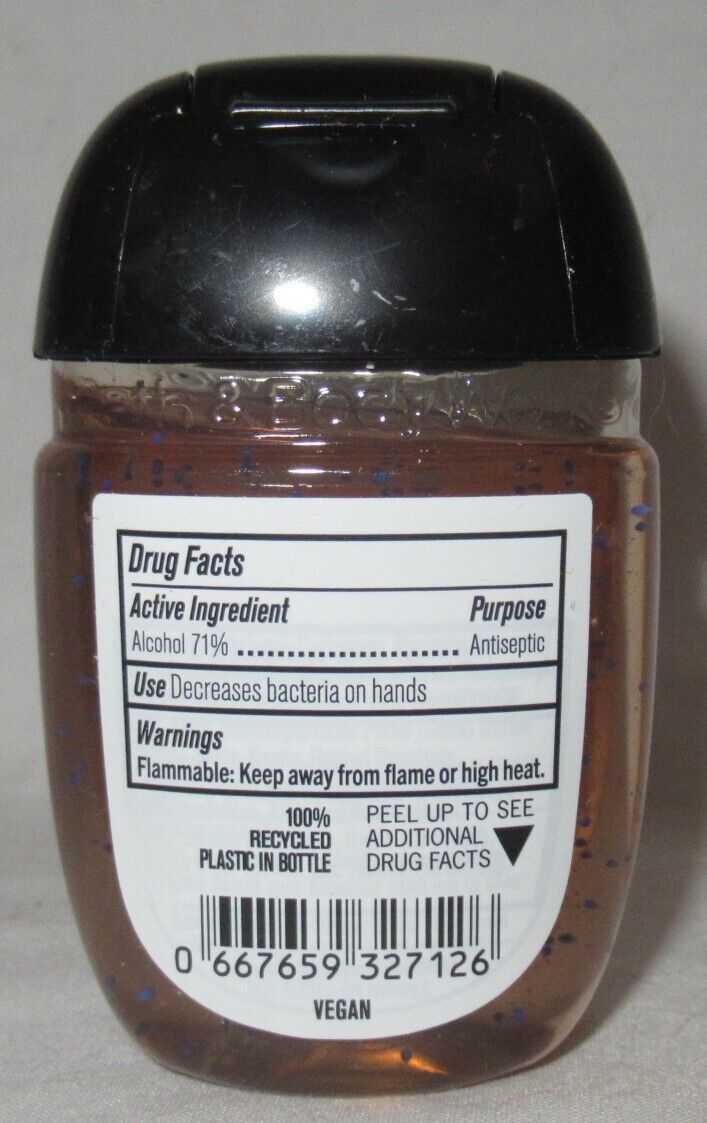 & Body W
Drug Facts
Active Ingredient Purpose
Alcohol 71% ........................ Antiseptic
Use Decreases bacteria on hands
Warnings
Flammable: Keep away from flame or high heat.
100%
RECYCLED
PLASTIC IN BOTTLE
PEEL UP TO SEE
ADDITIONAL
DRUG FACTS
0 667659 327126
VEGAN